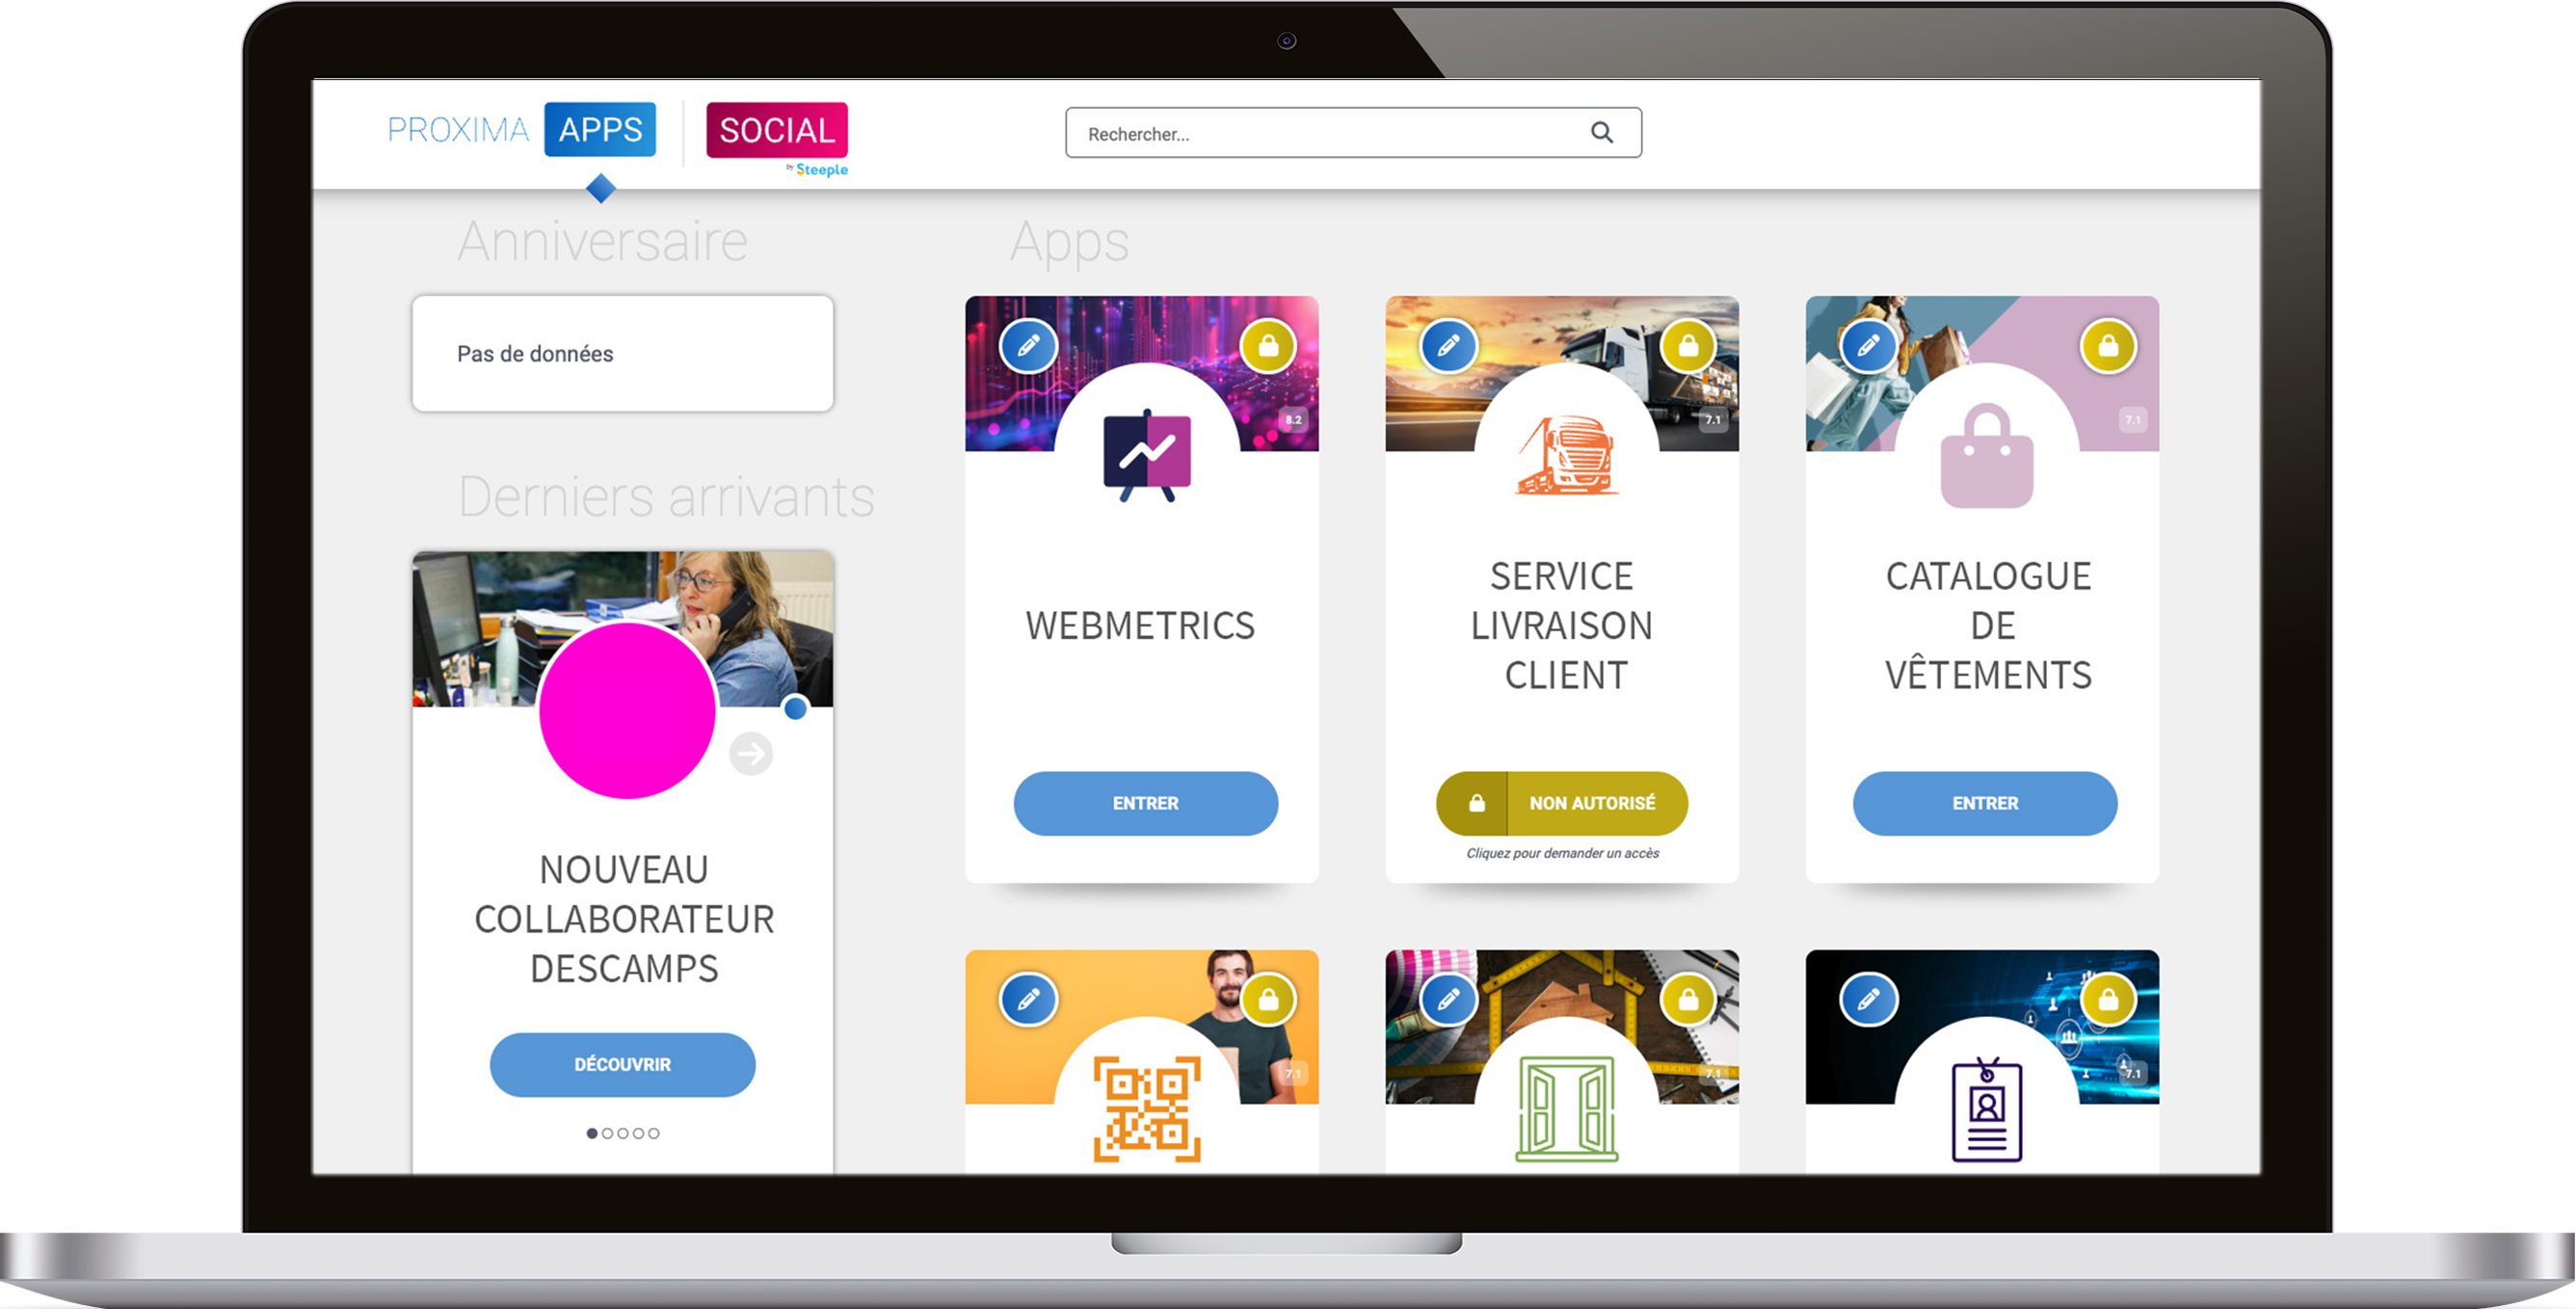 PROXIMA APPS SOCIAL
by Steeple
Rechercher...
Anniversaire
Pas de données
Derniers arrivants
NOUVEAU
COLLABORATEUR
DESCAMPS
DÉCOUVRIR
Apps
8.2
WEBMETRICS
ENTRER
7.1
SERVICE
LIVRAISON
CLIENT
NON AUTORISÉ
Cliquez pour demander un accès
7.1
CATALOGUE
DE
VÊTEMENTS
ENTRER
7.1
7.1
7.1